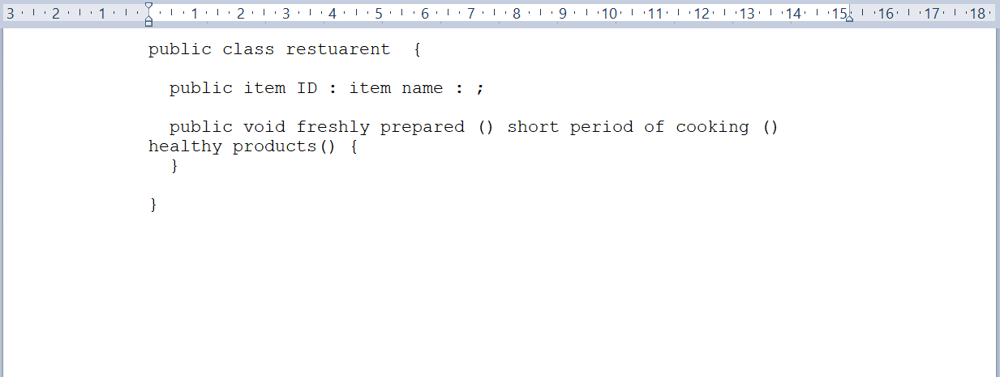 3 2 1 1 2 3 4 5 6 7 8 9 10 11 12 13 14 15 16 17 18
public class restuarent {
public item ID : item name : ;
public void freshly prepared () short period of cooking ()
healthy products() {
}
}